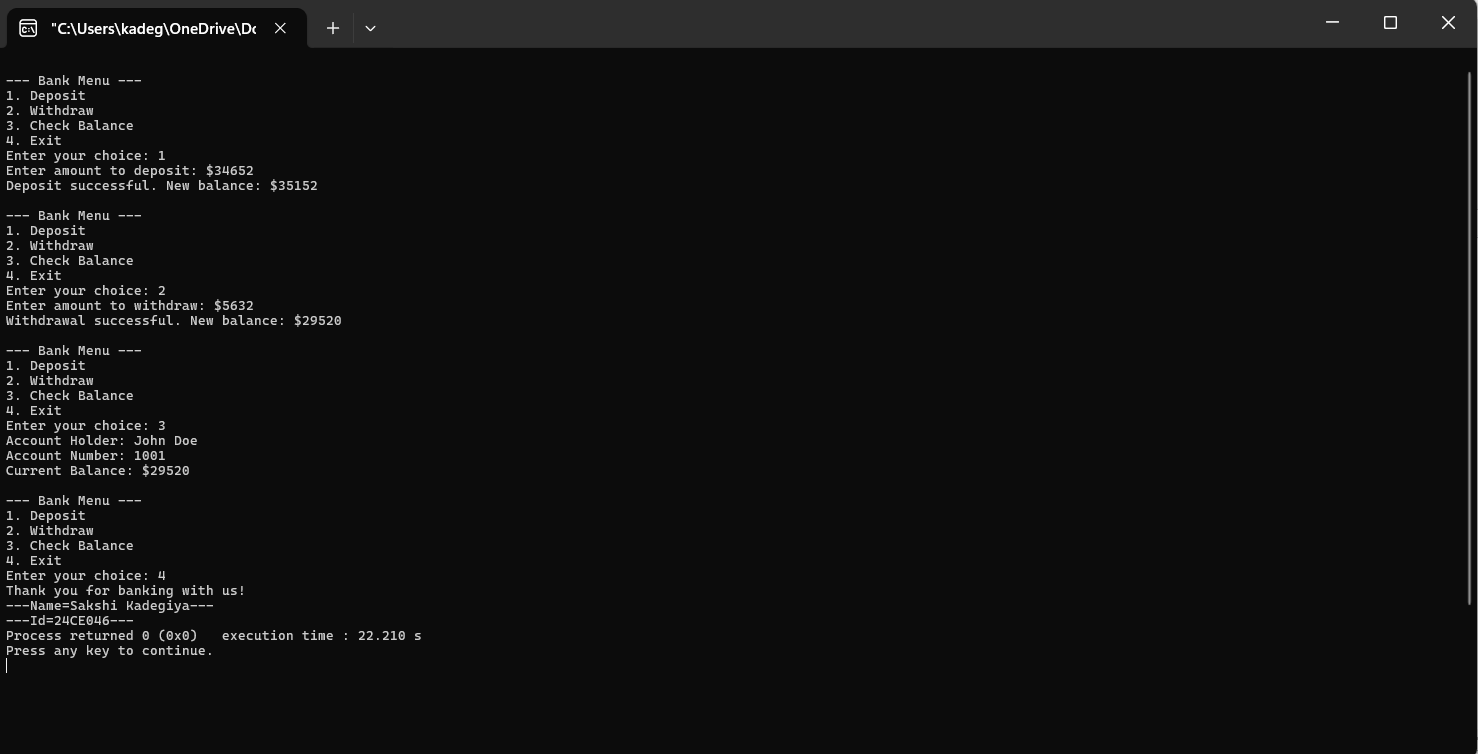 "C:\Users\kadeg\OneDrive\Dc
--- Bank Menu ---
1. Deposit
2. Withdraw
3. Check Balance
4. Exit
Enter your choice: 1
Enter amount to deposit: $34652
Deposit successful. New balance: $35152
--- Bank Menu ---
1. Deposit
2. Withdraw
3. Check Balance
4. Exit
Enter your choice: 2
Enter amount to withdraw: $5632
Withdrawal successful. New balance: $29520
--- Bank Menu ---
1. Deposit
2. Withdraw
3. Check Balance
4. Exit
Enter your choice: 3
Account Holder: John Doe
Account Number: 1001
Current Balance: $29520
--- Bank Menu ---
1. Deposit
2. Withdraw
3. Check Balance
4. Exit
Enter your choice: 4
Thank you for banking with us!
---Name=Sakshi Kadegiya---
---Id=24CE046---
Process returned 0 (0x0)   execution time : 22.210 s
Press any key to continue.